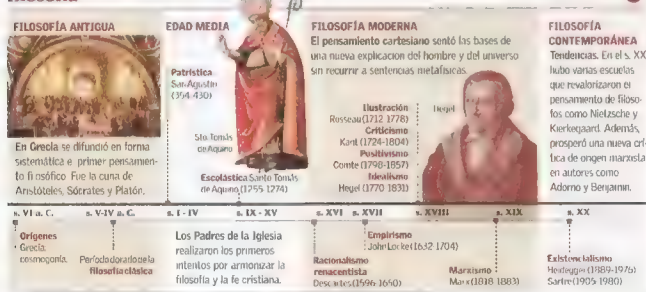 FILOSOFÍA ANTIGUA
En Grecia se difundió en forma
sistemática e primer pensamien-
to fi osófico Fue la cuna de
Aristóteles, Sócrates y Platón.
EDAD MEDIA
Patrística
San Agustín
(354-430)
Sto Tomás
de Aquino
Escolástica Santo Tomás
de Aquino (1255 1274)
FILOSOFÍA MODERNA
El pensamiento cartesiano sentó las bases de
una nueva explicacion del hombre y del universo
sin recurrir a sentencias metafísicas.
Ilustración
Rosseau (1712 1778)
Criticismo
Kant (1724-1804)
Positivismo
Comte (1798-1857)
Idealismo
Hegel (1770 1831)
Hegel
FILOSOFÍA
CONTEMPORÁNEA
Tendencias. En el s. XX
hubo varias escuelas
que revalorizaron el
pensamiento de filoso-
fos como Nietzsche y
Kierkegaard. Además,
prosperó una nueva crí-
tica de origen marxista
en autores como
Adorno y Benjamin.
s. VI a. C.
s. V-IV a. C.
s. I - IV
s. IX - XV
s. XVI
s. XVII
s. XVIII
s. XIX
s. XX
Orígenes
Grecia:
cosmogonía.
Período dorado de la
filosofía clásica
Los Padres de la Iglesia
realizaron los primeros
intentos por armonizar la
filosofía y la fe cristiana.
Racionalismo
renacentista
Descartes (1596-1650)
Empirismo
John Locke (1632 1704)
Marxismo
Marx (1818-1883)
Existencialismo
Heidegger (1889-1976)
Sartre (1905-1980)